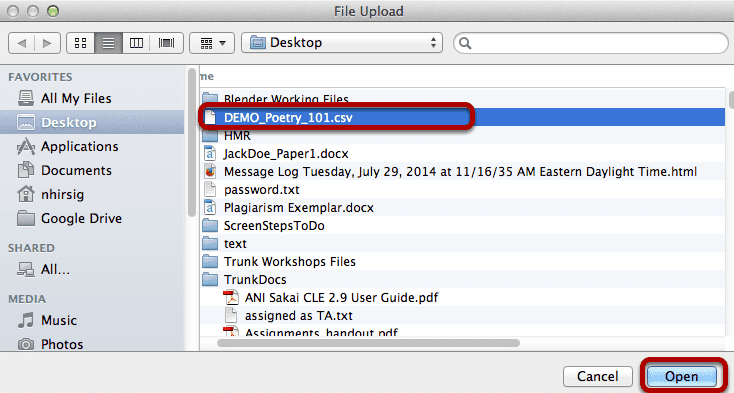 File Upload
Desktop
FAVORITES
All My Files
Desktop
Applications
Documents
nhirsig
Google Drive
SHARED
All...
MEDIA
Music
Photos
me
Blender Working Files
DEMO_Poetry_101.csv
HMR
JackDoe_Paper1.docx
Message Log Tuesday, July 29, 2014 at 11/16/35 AM Eastern Daylight Time.html
password.txt
Plagiarism Exemplar.docx
ScreenStepsToDo
text
Trunk Workshops Files
TrunkDocs
ANI Sakai CLE 2.9 User Guide.pdf
assigned as TA.txt
Assignments_handout.pdf
Cancel
Open